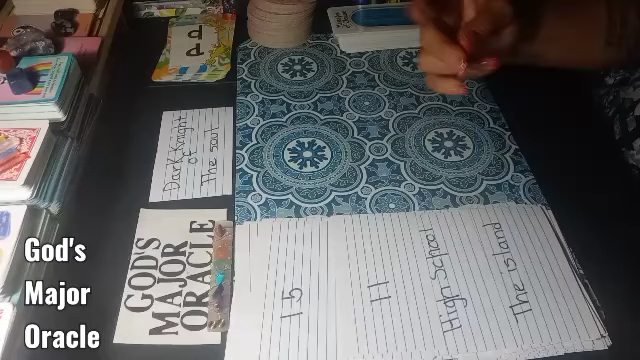 Dark Knight
of
The soul
GOD'S
MAJOR
ORACLE
15
11
High School
The island
God's
Major
Oracle